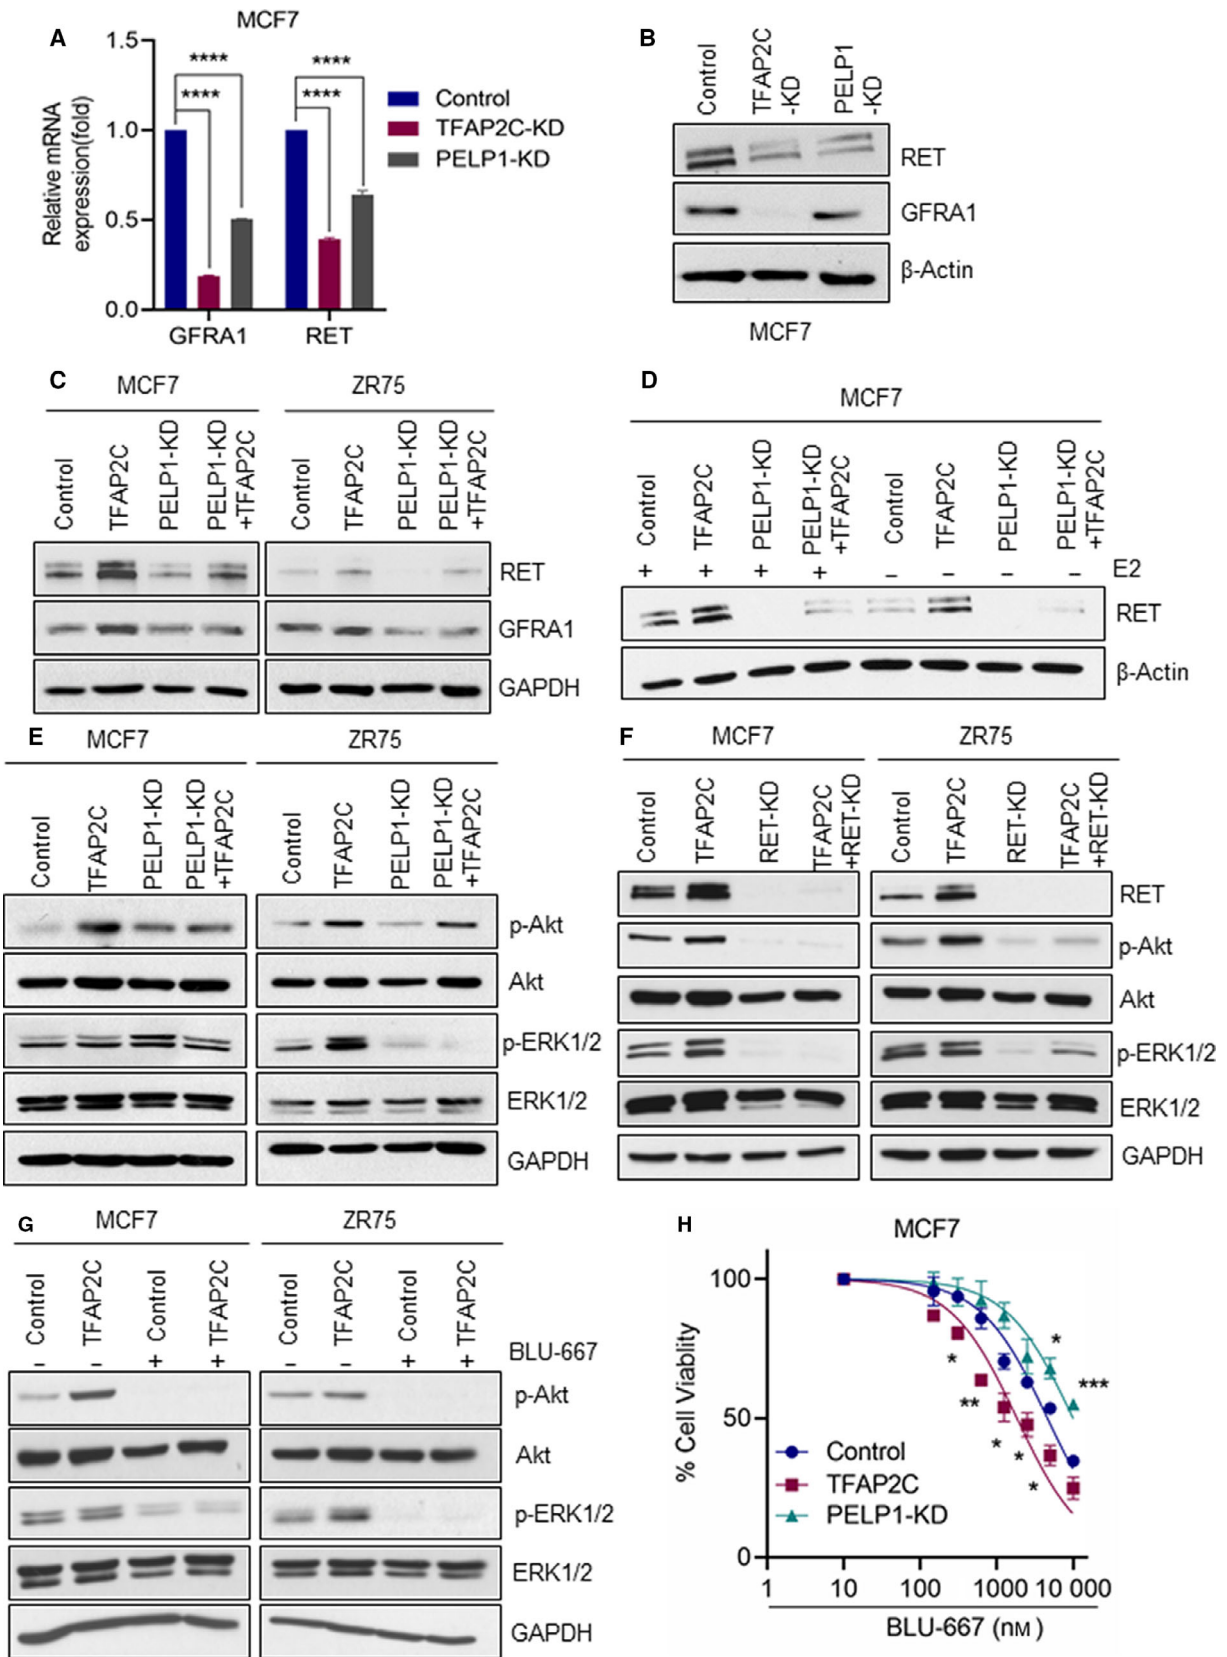 A
MCF7
Relative mRNA
expression(fold)
1.5
1.0
0.5
0.0
****
****
****
****
GFRA1
RET
Control
TFAP2C-KD
PELP1-KD
B
Control
TFAP2C
-KD
PELP1
-KD
RET
GFRA1
β-Actin
MCF7
C
MCF7
ZR75
Control
TFAP2C
PELP1-KD
PELP1-KD
+TFAP2C
Control
TFAP2C
PELP1-KD
PELP1-KD
+TFAP2C
RET
GFRA1
GAPDH
D
MCF7
Control
TFAP2C
PELP1-KD
PELP1-KD
+TFAP2C
Control
TFAP2C
PELP1-KD
PELP1-KD
+TFAP2C
+ + + + – – – – E2
RET
β-Actin
E
MCF7
ZR75
Control
TFAP2C
PELP1-KD
PELP1-KD
+TFAP2C
Control
TFAP2C
PELP1-KD
PELP1-KD
+TFAP2C
p-Akt
Akt
p-ERK1/2
ERK1/2
GAPDH
F
MCF7
ZR75
Control
TFAP2C
RET-KD
TFAP2C
+RET-KD
Control
TFAP2C
RET-KD
TFAP2C
+RET-KD
RET
p-Akt
Akt
p-ERK1/2
ERK1/2
GAPDH
G
MCF7
ZR75
Control
TFAP2C
Control
TFAP2C
Control
TFAP2C
Control
TFAP2C
– – + + – – + + BLU-667
p-Akt
Akt
p-ERK1/2
ERK1/2
GAPDH
H
MCF7
% Cell Viablity
100
50
0
*
***
*
**
*
*
*
Control
TFAP2C
PELP1-KD
1 10 100 1000 10 000
BLU-667 (nM)